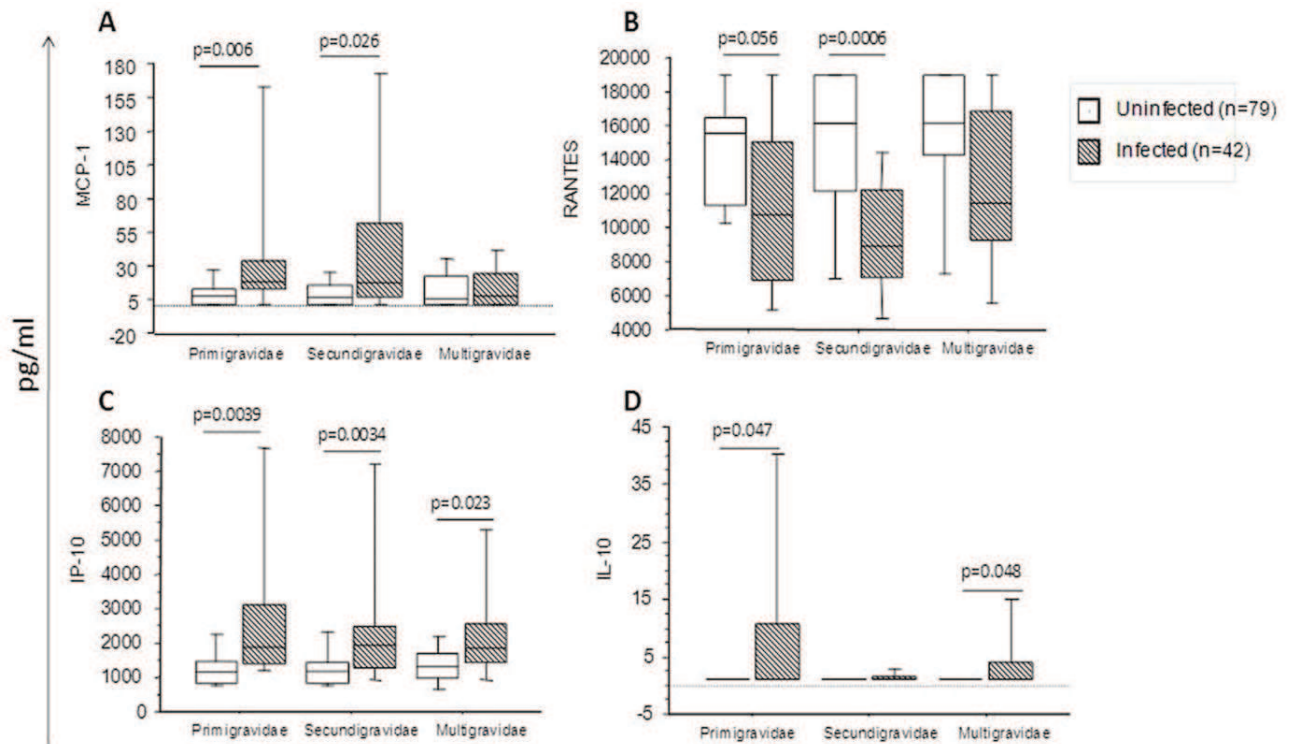 A
p=0.006
p=0.026
180
155
130
105
80
55
30
5
-20
MCP-1
Primigravidae Secundigravidae Multigravidae
B
p=0.056 p=0.0006
20000
18000
16000
14000
12000
10000
8000
6000
4000
RANTES
Primigravidae Secundigravidae Multigravidae
Uninfected (n=79)
Infected (n=42)
pg/ml
C
p=0.0039
p=0.0034
p=0.023
8000
7000
6000
5000
4000
3000
2000
1000
0
IP-10
Primigravidae Secundigravidae Multigravidae
D
p=0.047
p=0.048
45
35
25
15
5
-5
IL-10
Primigravidae Secundigravidae Multigravidae